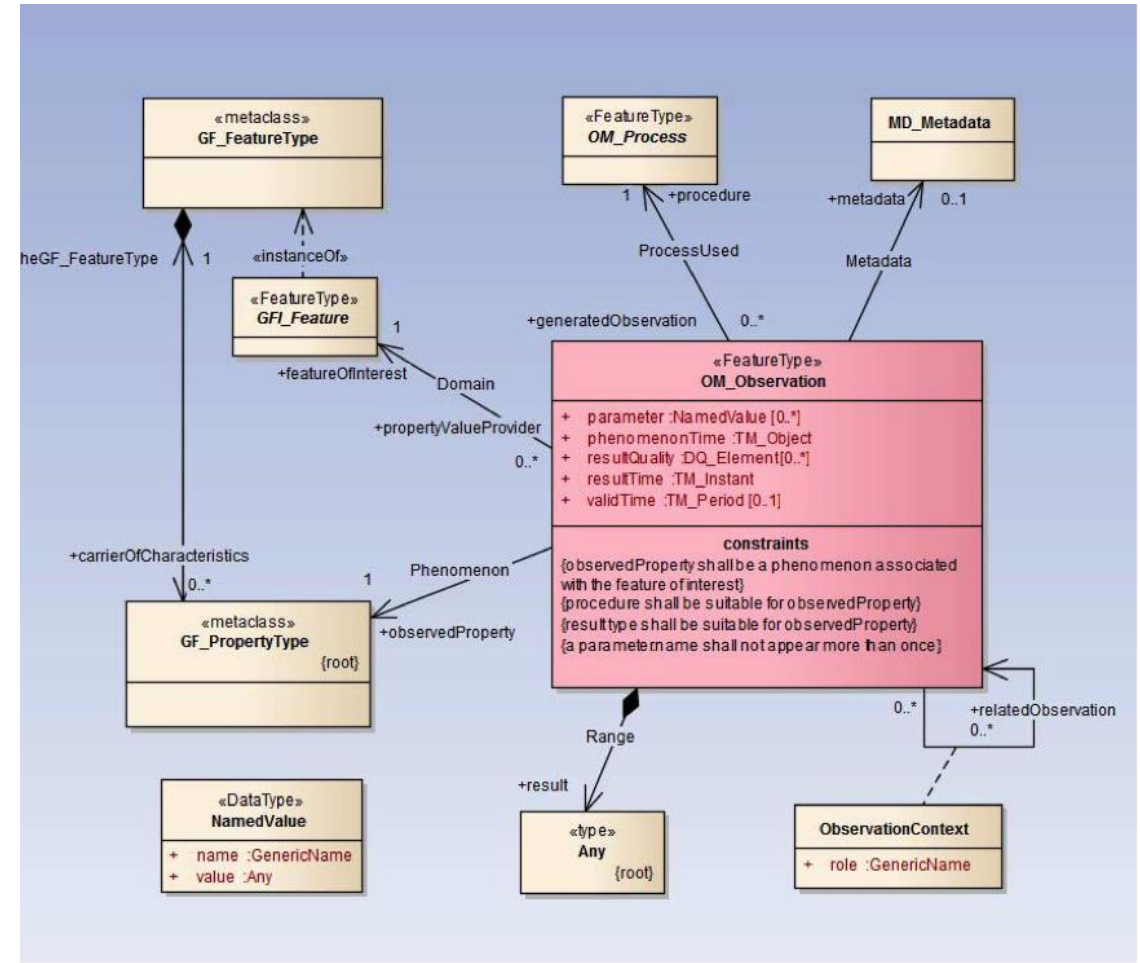 «metaclass»
GF_FeatureType
«FeatureType»
OM_Process
MD_Metadata
1
+procedure
+metadata
0..1
heGF_FeatureType
1
«instanceOf»
ProcessUsed
Metadata
«FeatureType»
GFI_Feature
1
+generatedObservation
0..*
+featureOfInterest
Domain
+propertyValueProvider
0..*
«FeatureType»
OM_Observation
+ parameter :NamedValue [0..*]
+ phenomenonTime :TM_Object
+ resultQuality :DQ_Element[0..*]
+ resultTime :TM_Instant
+ validTime :TM_Period [0..1]
constraints
{observedProperty shall be a phenomenon associated
with the feature of interest}
{procedure shall be suitable for observedProperty}
{result type shall be suitable for observedProperty}
{a parameter name shall not appear more than once}
+carrierOfCharacteristics
0..*
Phenomenon
1
+observedProperty
«metaclass»
GF_PropertyType
{root}
0..*
+relatedObservation
0..*
Range
+result
«type»
Any
{root}
«DataType»
NamedValue
+ name :GenericName
+ value :Any
ObservationContext
+ role :GenericName